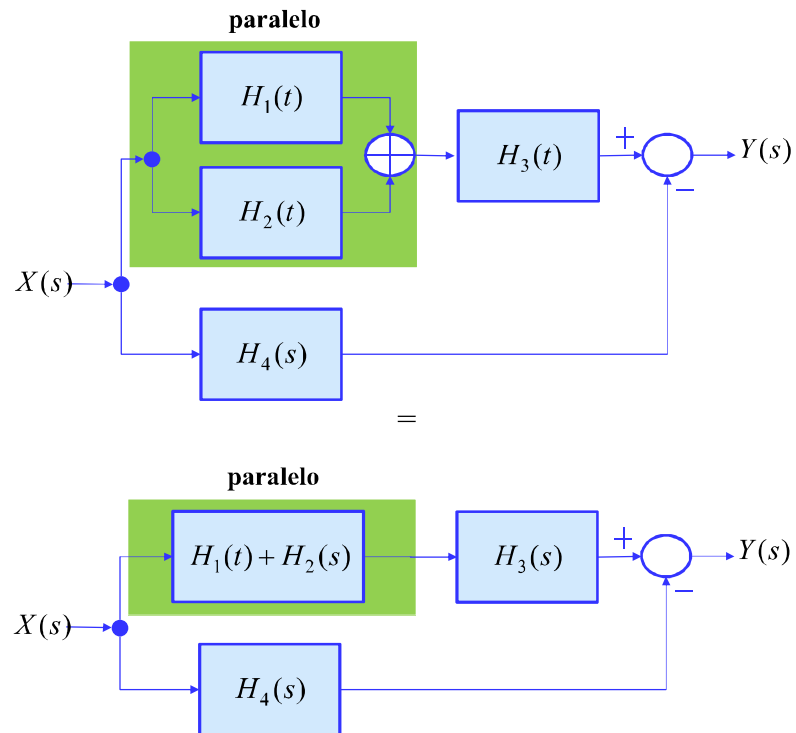 paralelo
H₁(t)
H₂(t)
H₃(t)
+
−
Y(s)
X(s)
H₄(s)
=
paralelo
H₁(t) + H₂(s)
H₃(s)
+
−
Y(s)
X(s)
H₄(s)